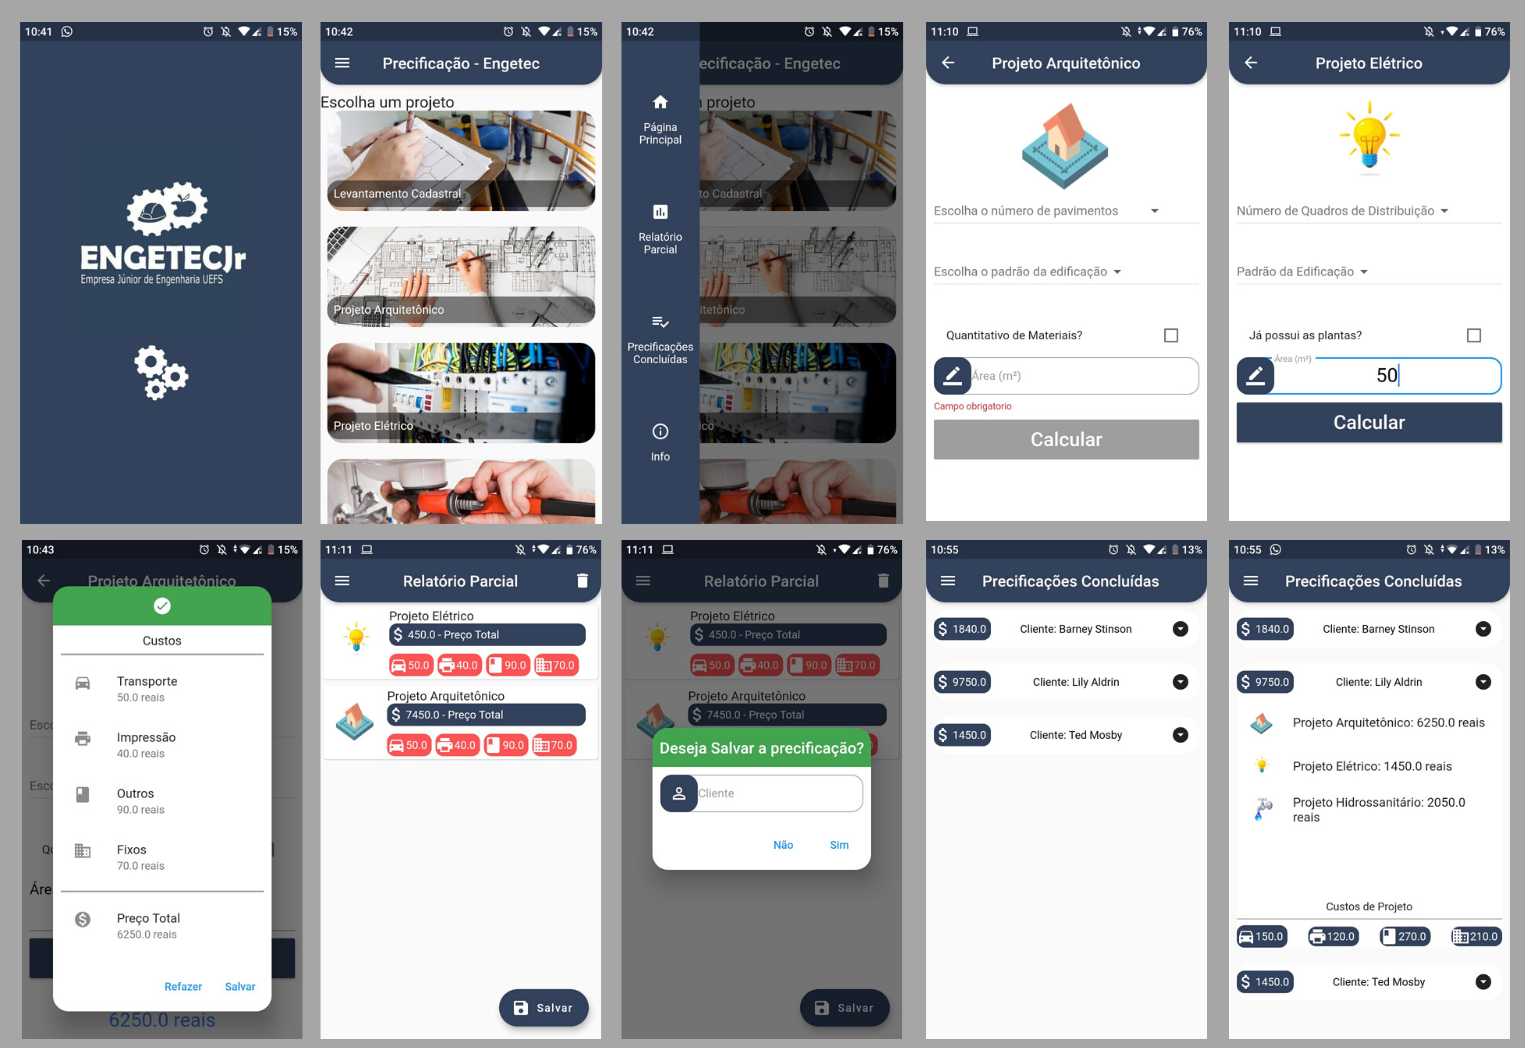 10:41
15%
ENGETECJr
Empresa Júnior de Engenharia UEFS
10:42
15%
Precificação - Engetec
Escolha um projeto
Levantamento Cadastral
Projeto Arquitetônico
Projeto Elétrico
10:42
15%
ecificação - Engetec
projeto
Página
Principal
to Cadastral
Relatório
Parcial
itetônico
Precificações
Concluídas
ico
Info
11:10
76%
Projeto Arquitetônico
Escolha o número de pavimentos
Escolha o padrão da edificação
Quantitativo de Materiais?
Área (m²)
Campo obrigatorio
Calcular
11:10
76%
Projeto Elétrico
Número de Quadros de Distribuição
Padrão da Edificação
Já possui as plantas?
Área (m²)
50
Calcular
10:43
15%
Projeto Arquitetônico
Custos
Transporte
50.0 reais
Esco
Impressão
40.0 reais
Esco
Outros
90.0 reais
Qu
Fixos
70.0 reais
Áre
Preço Total
6250.0 reais
Refazer Salvar
6250.0 reais
11:11
76%
Relatório Parcial
Projeto Elétrico
$ 450.0 - Preço Total
50.0 40.0 90.0 70.0
Projeto Arquitetônico
$ 7450.0 - Preço Total
50.0 40.0 90.0 70.0
Salvar
11:11
76%
Relatório Parcial
Projeto Elétrico
$ 450.0 - Preço Total
50.0 40.0 90.0 70.0
Projeto Arquitetônico
$ 7450.0 - Preço Total
Deseja Salvar a precificação?
Cliente
Não Sim
Salvar
10:55
13%
Precificações Concluídas
$ 1840.0 Cliente: Barney Stinson
$ 9750.0 Cliente: Lily Aldrin
$ 1450.0 Cliente: Ted Mosby
10:55
13%
Precificações Concluídas
$ 1840.0 Cliente: Barney Stinson
$ 9750.0 Cliente: Lily Aldrin
Projeto Arquitetônico: 6250.0 reais
Projeto Elétrico: 1450.0 reais
Projeto Hidrossanitário: 2050.0
reais
Custos de Projeto
150.0 120.0 270.0 210.0
$ 1450.0 Cliente: Ted Mosby